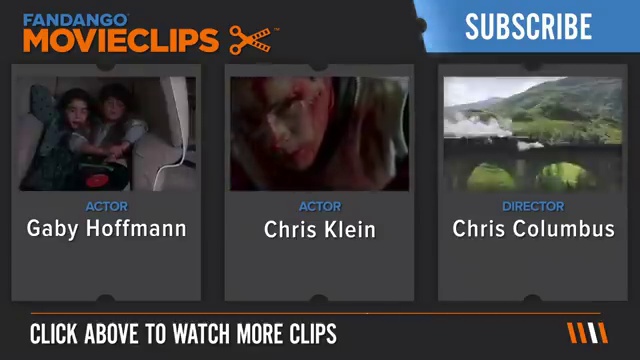 FANDANGO
MOVIECLIPS
SUBSCRIBE
ACTOR
Gaby Hoffmann
ACTOR
Chris Klein
DIRECTOR
Chris Columbus
CLICK ABOVE TO WATCH MORE CLIPS